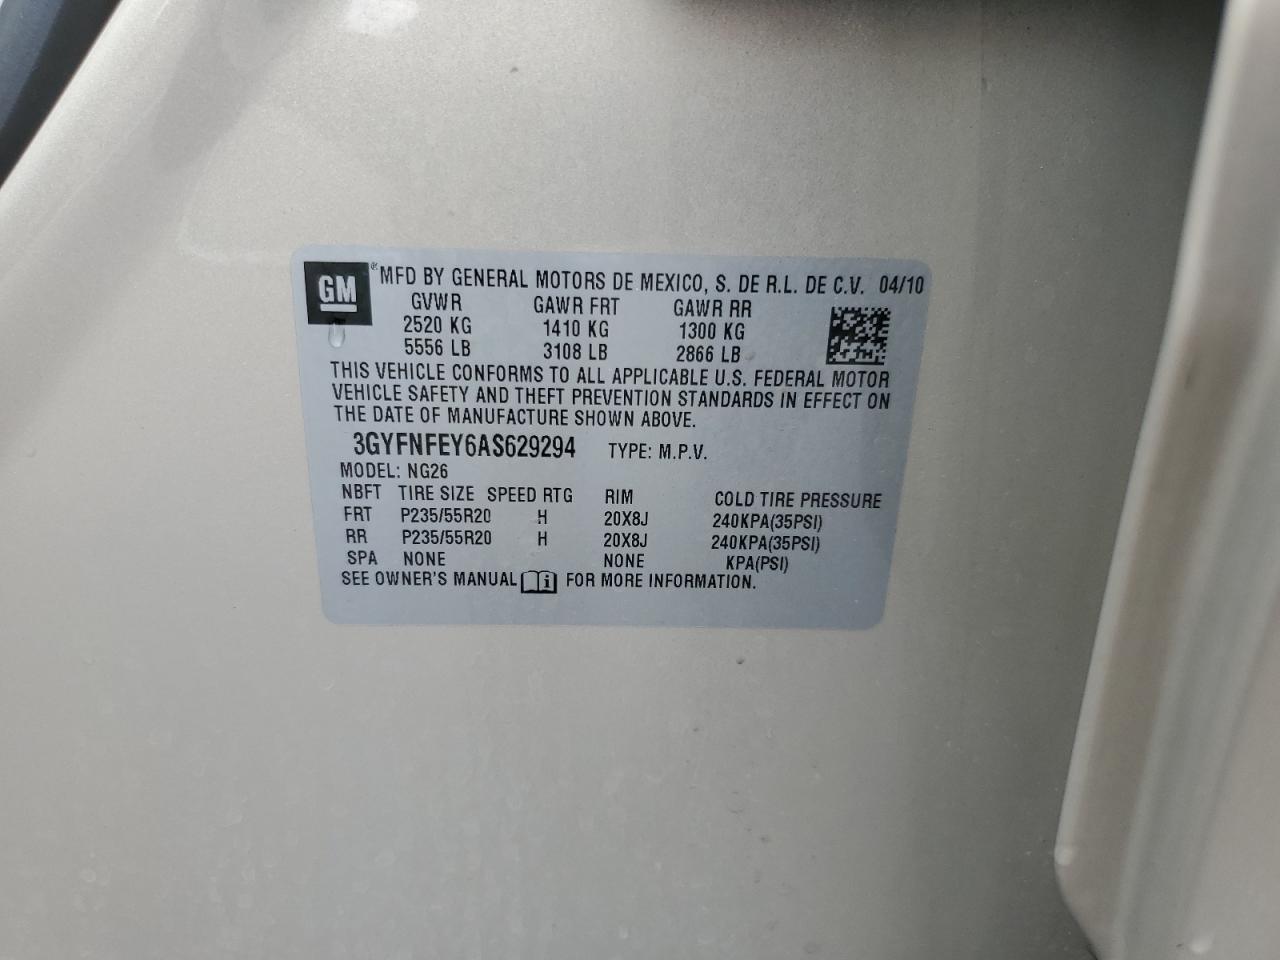 GM ® MFD BY GENERAL MOTORS DE MEXICO, S. DE R.L. DE C.V. 04/10
GVWR GAWR FRT GAWR RR
2520 KG 1410 KG 1300 KG
5556 LB 3108 LB 2866 LB
THIS VEHICLE CONFORMS TO ALL APPLICABLE U.S. FEDERAL MOTOR
VEHICLE SAFETY AND THEFT PREVENTION STANDARDS IN EFFECT ON
THE DATE OF MANUFACTURE SHOWN ABOVE.
3GYFNFEY6AS629294 TYPE: M.P.V.
MODEL: NG26
NBFT TIRE SIZE SPEED RTG RIM COLD TIRE PRESSURE
FRT P235/55R20 H 20X8J 240KPA(35PSI)
RR P235/55R20 H 20X8J 240KPA(35PSI)
SPA NONE NONE KPA(PSI)
SEE OWNER'S MANUAL i FOR MORE INFORMATION.